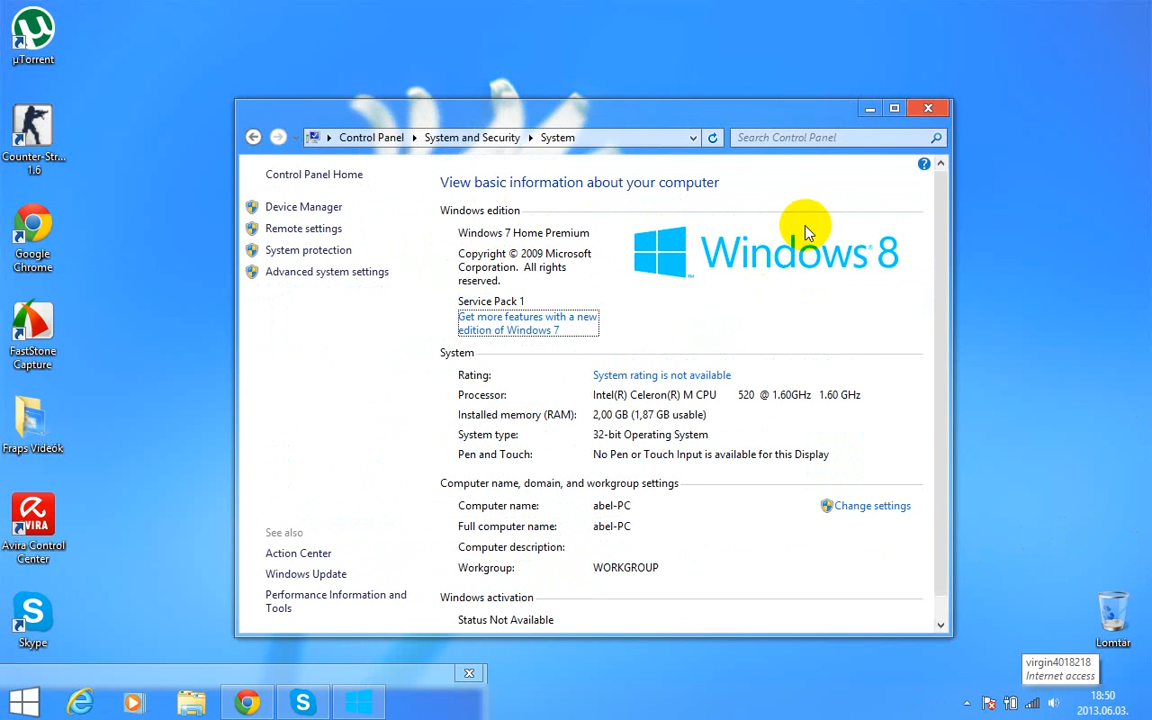 µTorrent
Counter-Str...
1.6
Google
Chrome
FastStone
Capture
Fraps Videók
Avira Control
Center
Skype
Control Panel System and Security System
Search Control Panel
Control Panel Home
Device Manager
Remote settings
System protection
Advanced system settings
See also
Action Center
Windows Update
Performance Information and
Tools
View basic information about your computer
Windows edition
Windows 7 Home Premium
Copyright © 2009 Microsoft
Corporation. All rights
reserved.
Service Pack 1
Get more features with a new
edition of Windows 7
Windows® 8
System
Rating: System rating is not available
Processor: Intel(R) Celeron(R) M CPU 520 @ 1.60GHz 1.60 GHz
Installed memory (RAM): 2,00 GB (1,87 GB usable)
System type: 32-bit Operating System
Pen and Touch: No Pen or Touch Input is available for this Display
Computer name, domain, and workgroup settings
Computer name: abel-PC
Change settings
Full computer name: abel-PC
Computer description:
Workgroup: WORKGROUP
Windows activation
Status Not Available
Lomtár
virgin4018218
Internet access
18:50
2013.06.03.
AVIRA